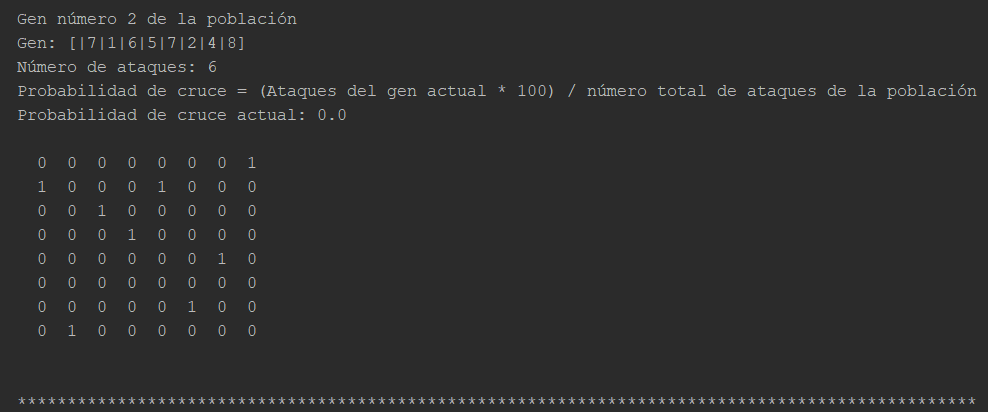 Gen número 2 de la población
Gen: [|7|1|6|5|7|2|4|8]
Número de ataques: 6
Probabilidad de cruce = (Ataques del gen actual * 100) / número total de ataques de la población
Probabilidad de cruce actual: 0.0
0 0 0 0 0 0 0 1
1 0 0 0 1 0 0 0
0 0 1 0 0 0 0 0
0 0 0 1 0 0 0 0
0 0 0 0 0 0 1 0
0 0 0 0 0 0 0 0
0 0 0 0 0 1 0 0
0 1 0 0 0 0 0 0
************************************************************************************************